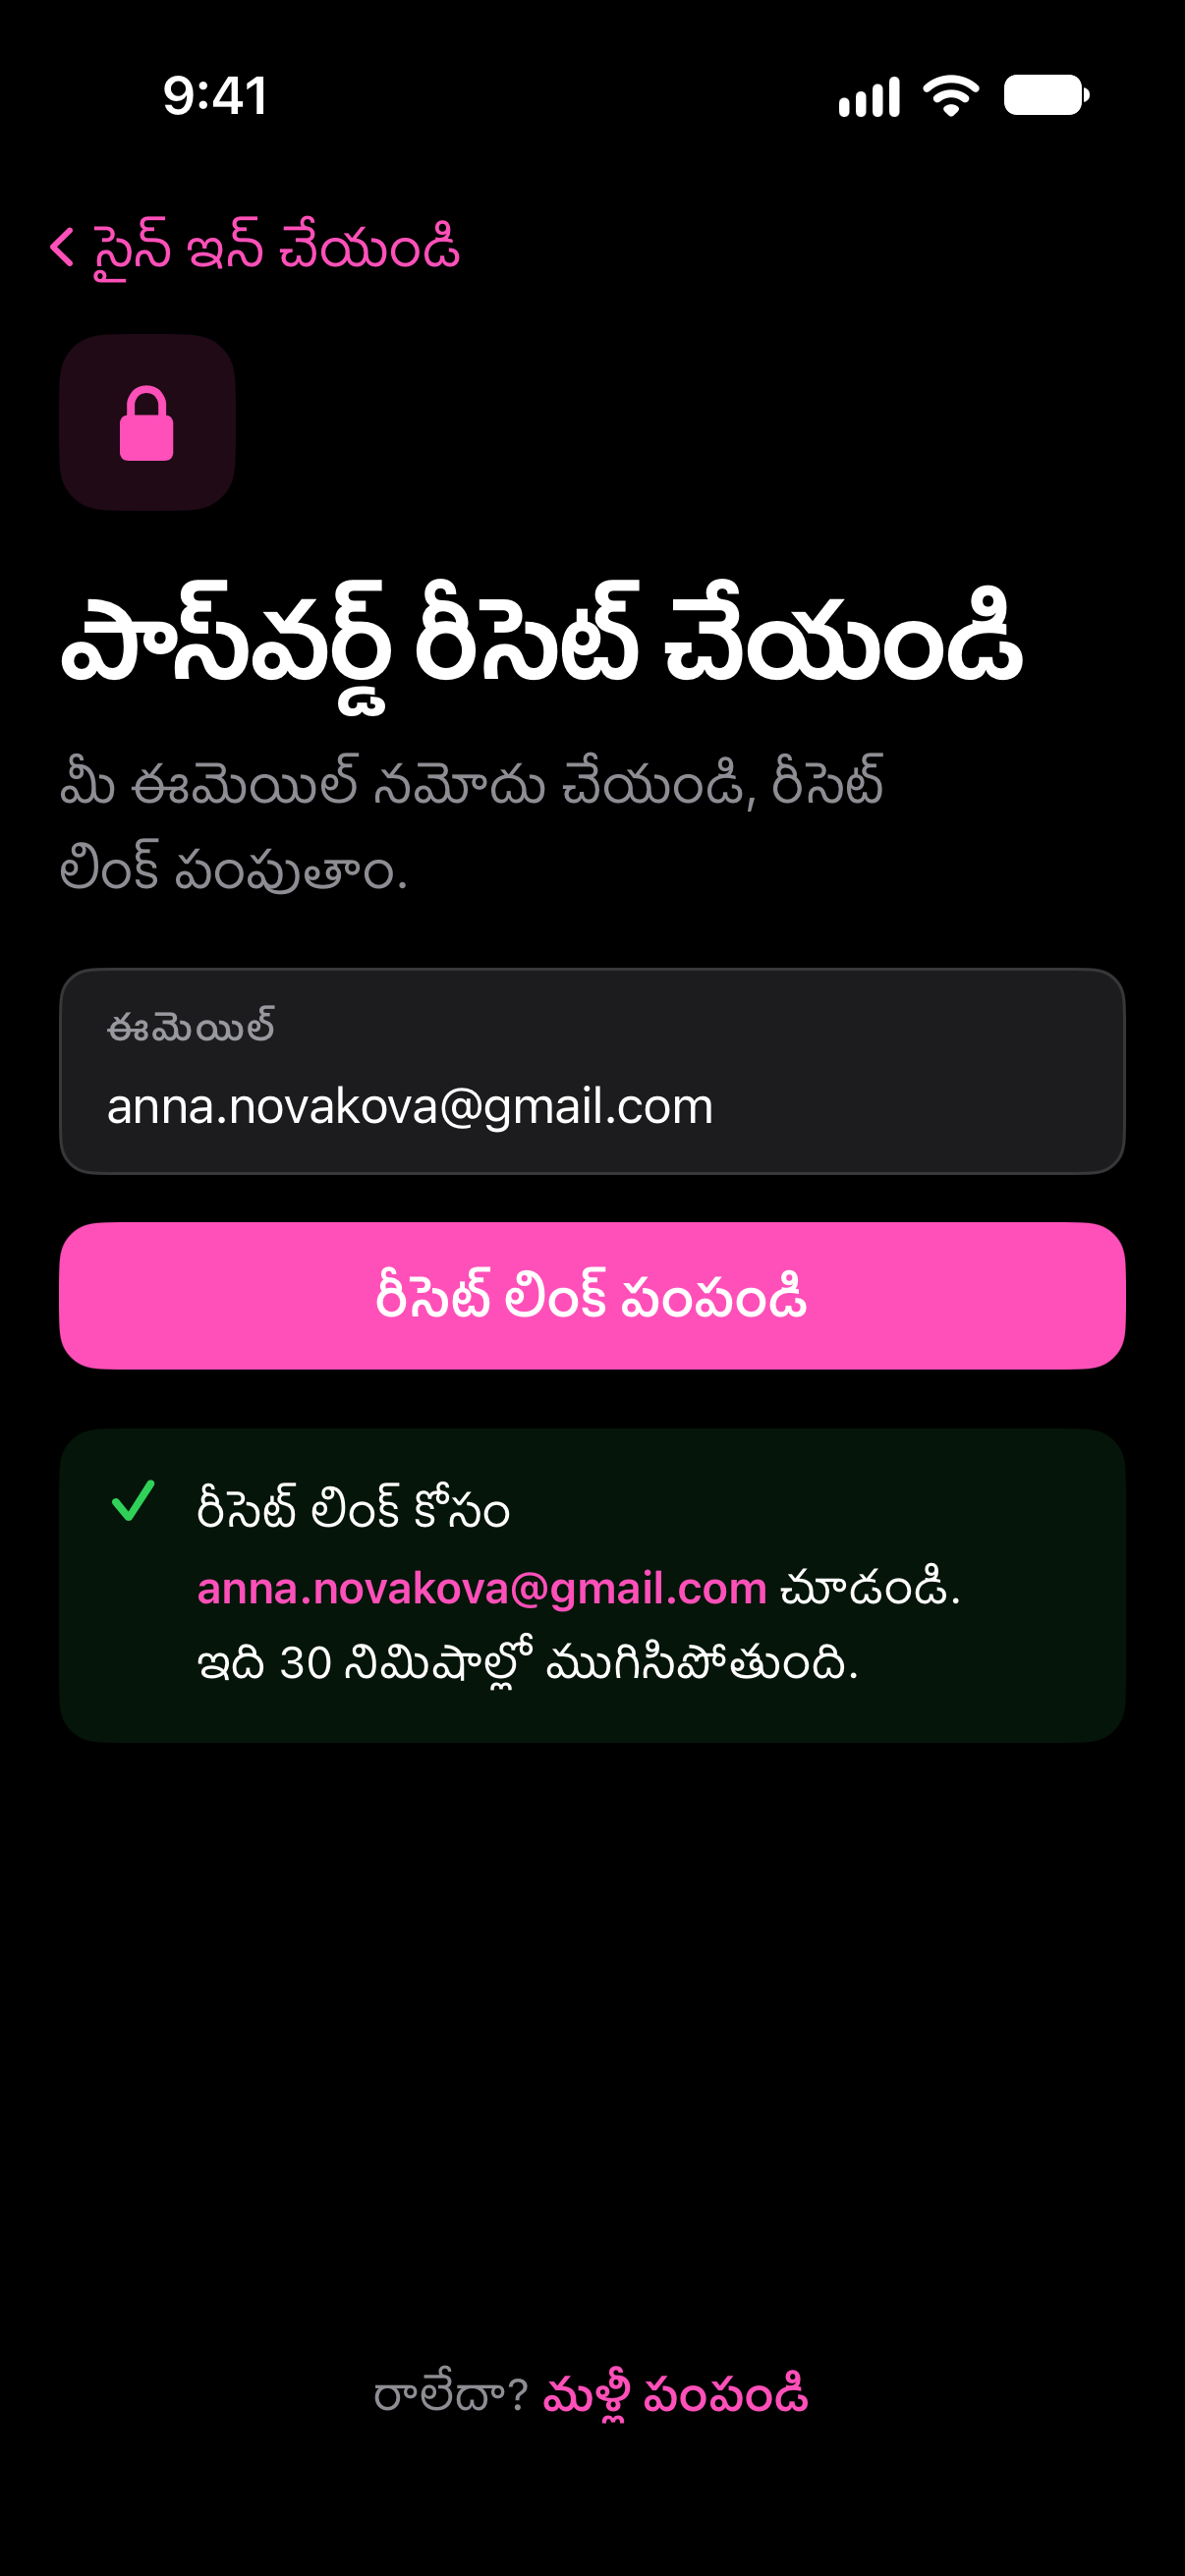 9:41
సైన్ ఇన్ చేయండి
పాస్‌వర్డ్ రీసెట్ చేయండి
మీ ఈమెయిల్ నమోదు చేయండి, రీసెట్
లింక్ పంపుతాం.
ఈమెయిల్
anna.novakova@gmail.com
రీసెట్ లింక్ పంపండి
రీసెట్ లింక్ కోసం
anna.novakova@gmail.com చూడండి.
ఇది 30 నిమిషాల్లో ముగిసిపోతుంది.
రాలేదా? మళ్లీ పంపండి